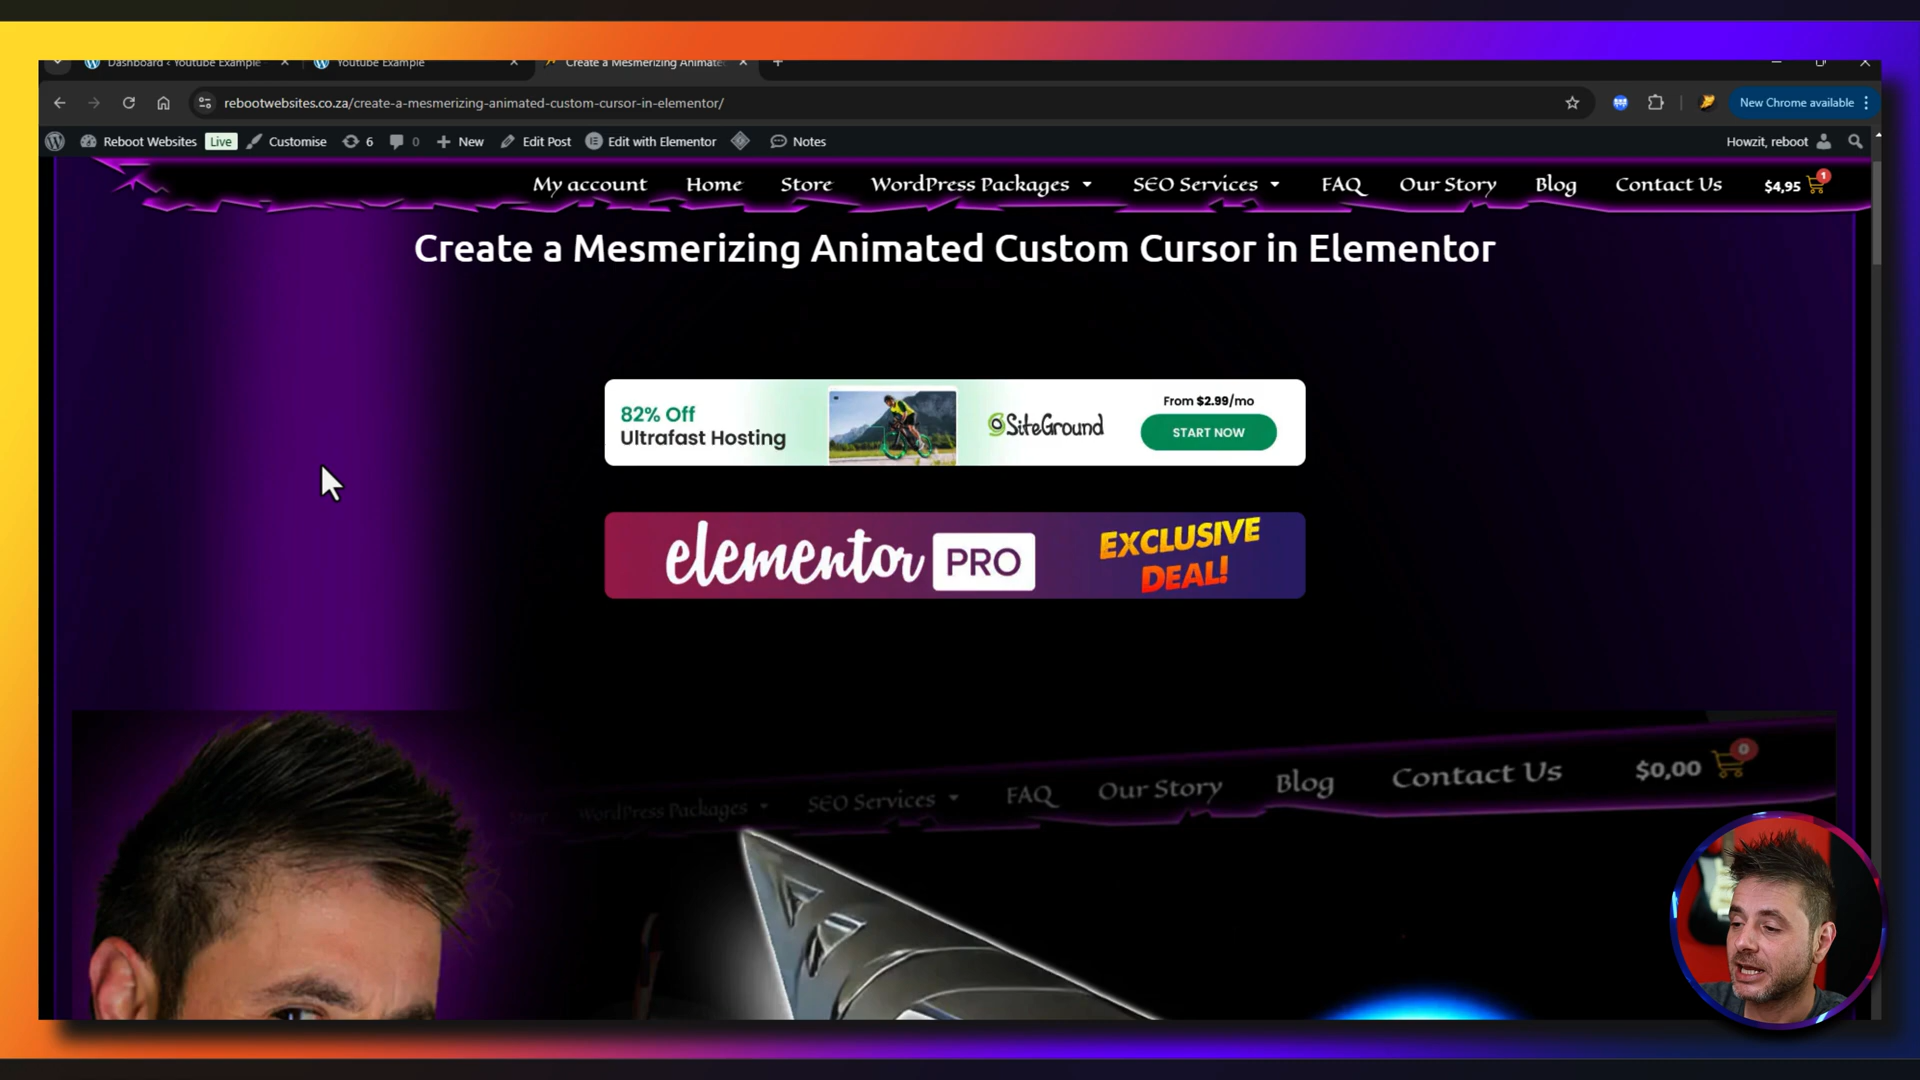 Dashboard ‹ Youtube Example
Youtube Example
Create a Mesmerizing Animate
rebootwebsites.co.za/create-a-mesmerizing-animated-custom-cursor-in-elementor/
New Chrome available
Reboot Websites Live Customise 6 0 New Edit Post Edit with Elementor Notes
Howzit, reboot
My account Home Store WordPress Packages SEO Services FAQ Our Story Blog Contact Us $4,95 1
Create a Mesmerizing Animated Custom Cursor in Elementor
82% Off
Ultrafast Hosting
SiteGround
From $2.99/mo
START NOW
elementor PRO
EXCLUSIVE
DEAL!
Store WordPress Packages SEO Services FAQ Our Story Blog Contact Us $0,00 0